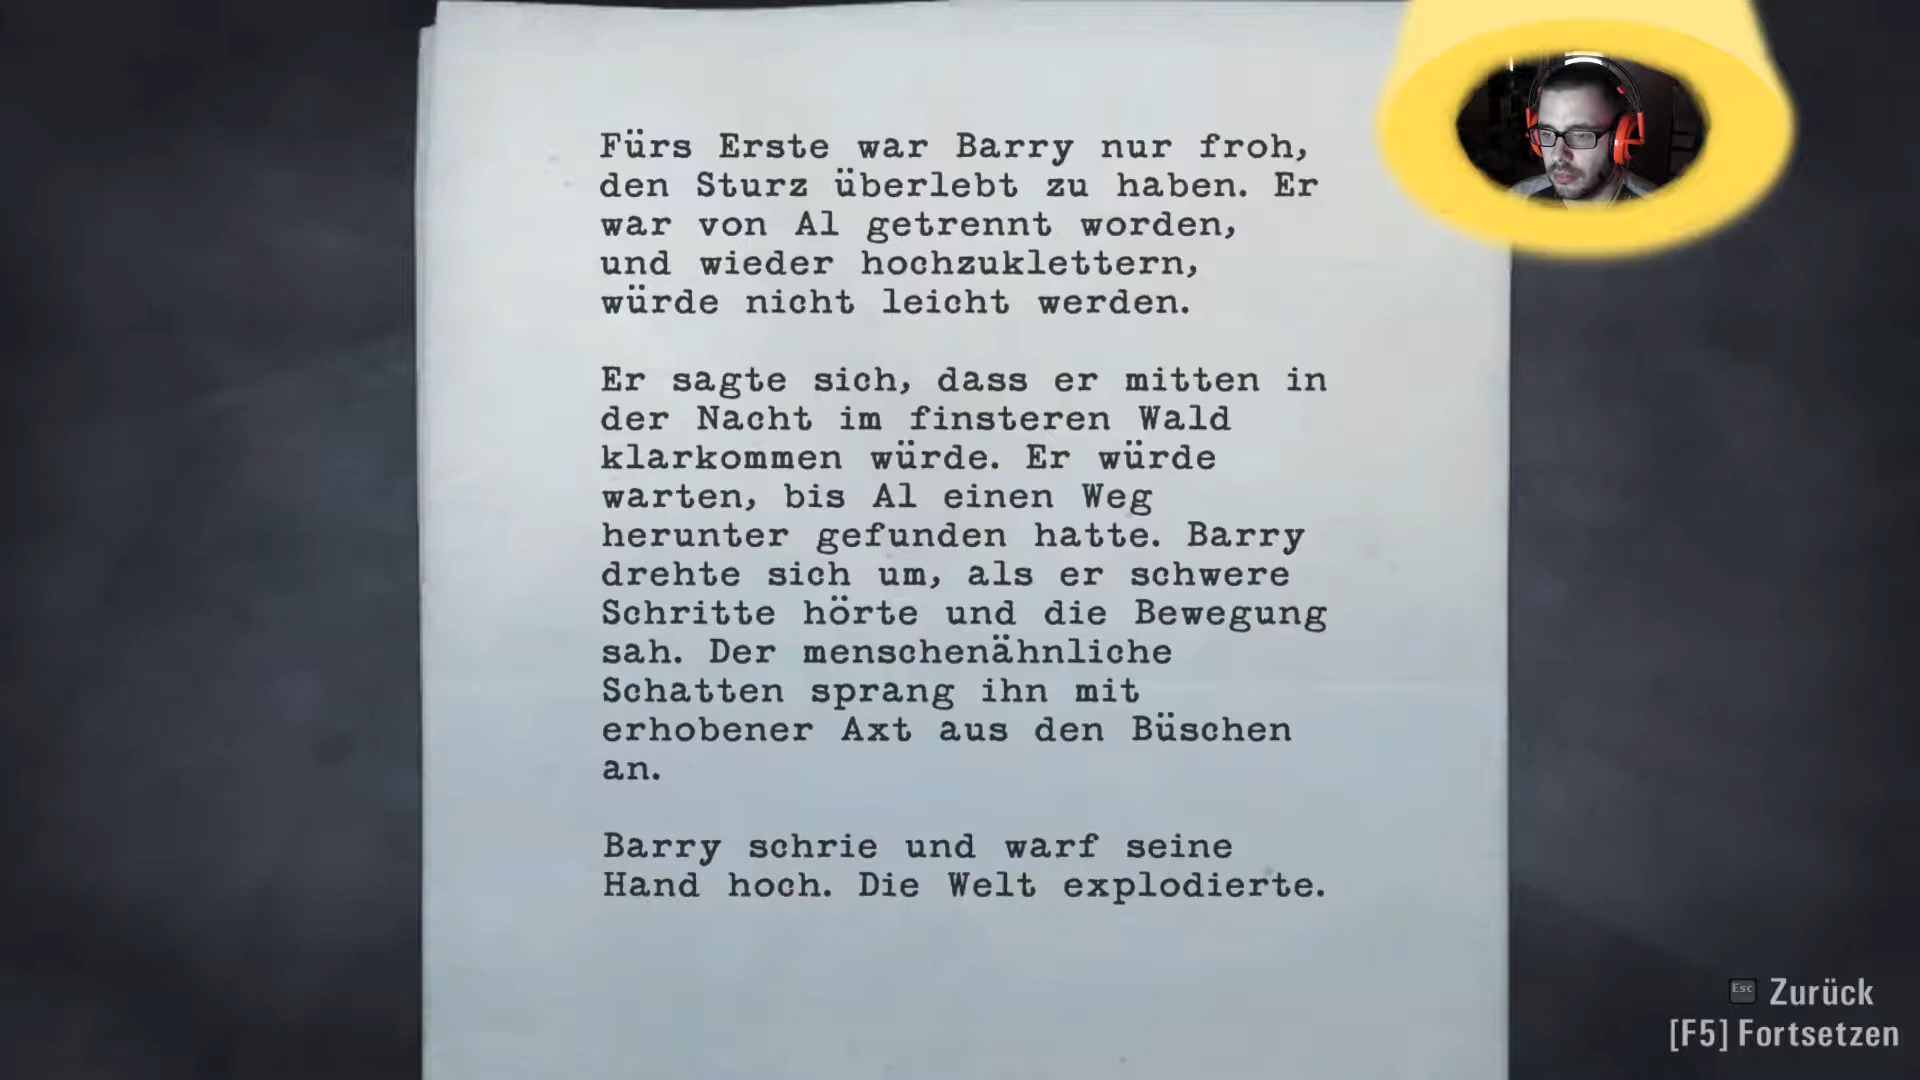 Fürs Erste war Barry nur froh,
den Sturz überlebt zu haben. Er
war von Al getrennt worden,
und wieder hochzuklettern,
würde nicht leicht werden.
Er sagte sich, dass er mitten in
der Nacht im finsteren Wald
klarkommen würde. Er würde
warten, bis Al einen Weg
herunter gefunden hatte. Barry
drehte sich um, als er schwere
Schritte hörte und die Bewegung
sah. Der menschenähnliche
Schatten sprang ihn mit
erhobener Axt aus den Büschen
an.
Barry schrie und warf seine
Hand hoch. Die Welt explodierte.
Esc Zurück
[F5] Fortsetzen